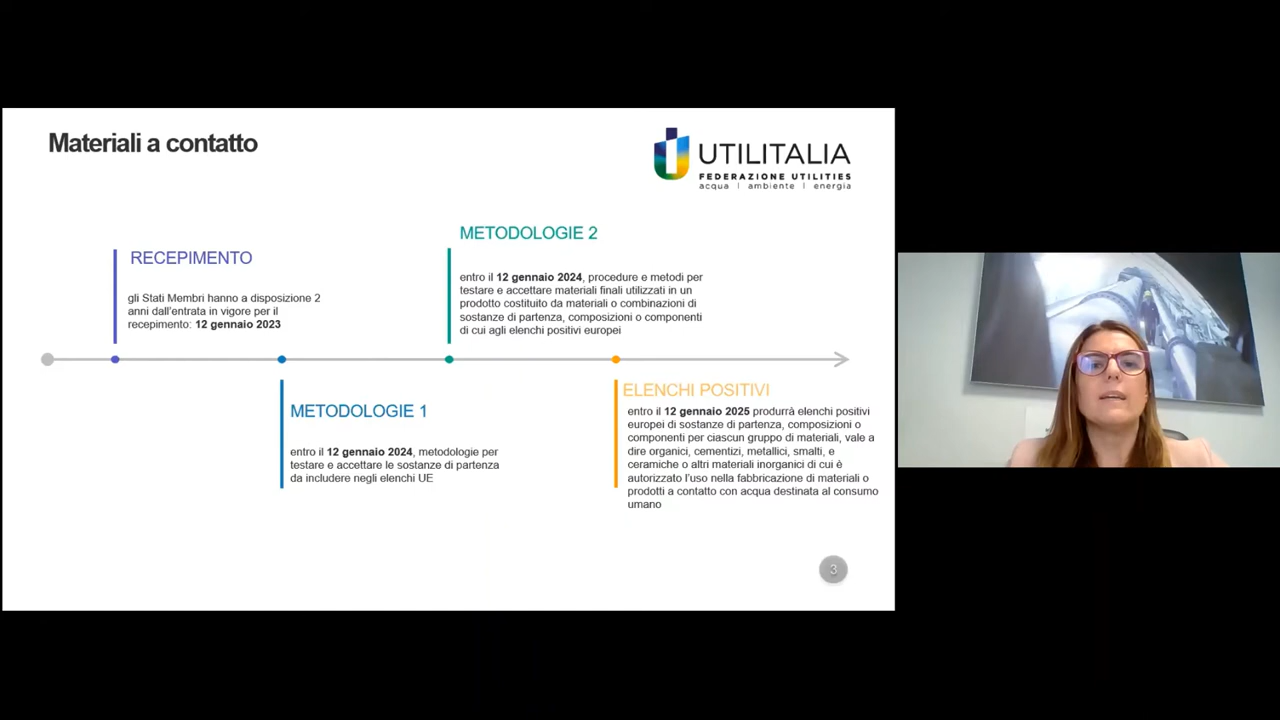 Materiali a contatto
UTILITALIA
FEDERAZIONE UTILITIES
acqua | ambiente | energia
RECEPIMENTO
gli Stati Membri hanno a disposizione 2
anni dall'entrata in vigore per il
recepimento: 12 gennaio 2023
METODOLOGIE 2
entro il 12 gennaio 2024, procedure e metodi per
testare e accettare materiali finali utilizzati in un
prodotto costituito da materiali o combinazioni di
sostanze di partenza, composizioni o componenti
di cui agli elenchi positivi europei
METODOLOGIE 1
entro il 12 gennaio 2024, metodologie per
testare e accettare le sostanze di partenza
da includere negli elenchi UE
ELENCHI POSITIVI
entro il 12 gennaio 2025 produrrà elenchi positivi
europei di sostanze di partenza, composizioni o
componenti per ciascun gruppo di materiali, vale a
dire organici, cementizi, metallici, smalti, e
ceramiche o altri materiali inorganici di cui è
autorizzato l'uso nella fabbricazione di materiali o
prodotti a contatto con acqua destinata al consumo
umano
3